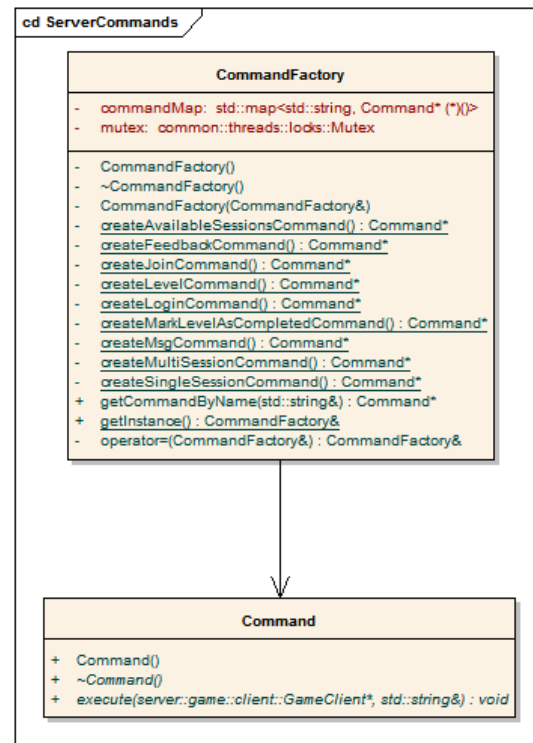 cd ServerCommands
CommandFactory
- commandMap: std::map<std::string, Command* (*)()>
- mutex: common::threads::locks::Mutex
- CommandFactory()
- ~CommandFactory()
- CommandFactory(CommandFactory&)
- createAvailableSessionsCommand() : Command*
- createFeedbackCommand() : Command*
- createJoinCommand() : Command*
- createLevelCommand() : Command*
- createLoginCommand() : Command*
- createMarkLevelAsCompletedCommand() : Command*
- createMsgCommand() : Command*
- createMultiSessionCommand() : Command*
- createSingleSessionCommand() : Command*
+ getCommandByName(std::string&) : Command*
+ getInstance() : CommandFactory&
- operator=(CommandFactory&) : CommandFactory&
Command
+ Command()
+ ~Command()
+ execute(server::game::client::GameClient*, std::string&) : void